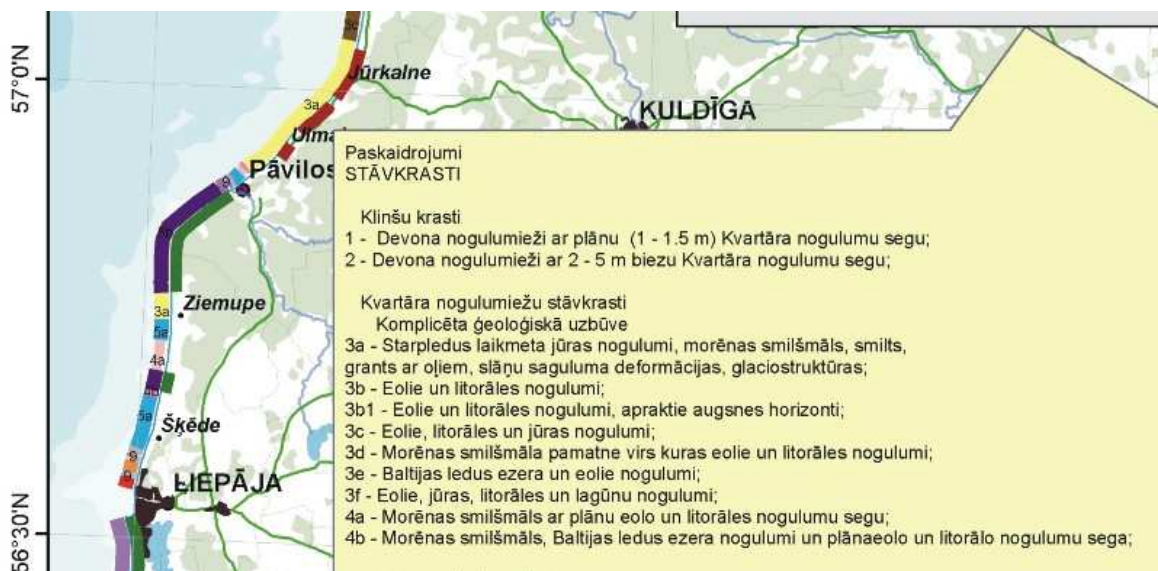 57°0'N
3c
Jūrkalne
3a
KULDĪGA
9
Pāvilos
Ziemupe
3a
5a
4a
5a
Šķēde
9
9
LIEPĀJA
56°30'N
Paskaidrojumi
STĀVKRASTI
Klinšu krasti
1 - Devona nogulumieži ar plānu (1 - 1.5 m) Kvartāra nogulumu segu;
2 - Devona nogulumieži ar 2 - 5 m biezu Kvartāra nogulumu segu;
Kvartāra nogulumiežu stāvkrasti
Komplicēta ģeoloģiskā uzbūve
3a - Starpledus laikmeta jūras nogulumi, morēnas smilšmāls, smilts,
grants ar oļiem, slāņu saguluma deformācijas, glaciostruktūras;
3b - Eolie un litorāles nogulumi;
3b1 - Eolie un litorāles nogulumi, apraktie augsnes horizonti;
3c - Eolie, litorāles un jūras nogulumi;
3d - Morēnas smilšmāla pamatne virs kuras eolie un litorāles nogulumi;
3e - Baltijas ledus ezera un eolie nogulumi;
3f - Eolie, jūras, litorāles un lagūnu nogulumi;
4a - Morēnas smilšmāls ar plānu eolo un litorāles nogulumu segu;
4b - Morēnas smilšmāls, Baltijas ledus ezera nogulumi un plānaeolo un litorālo nogulumu sega;